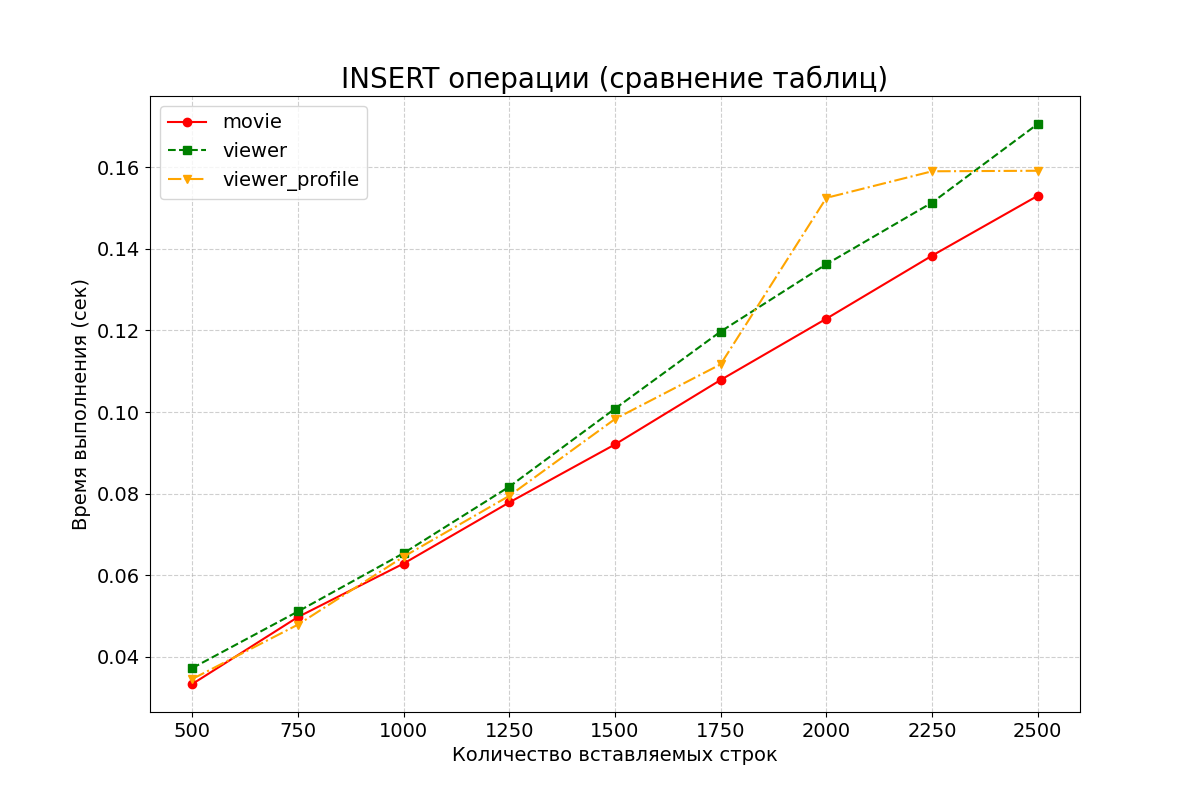 INSERT операции (сравнение таблиц)
movie
viewer
viewer_profile
Время выполнения (сек)
0.16
0.14
0.12
0.10
0.08
0.06
0.04
500 750 1000 1250 1500 1750 2000 2250 2500
Количество вставляемых строк